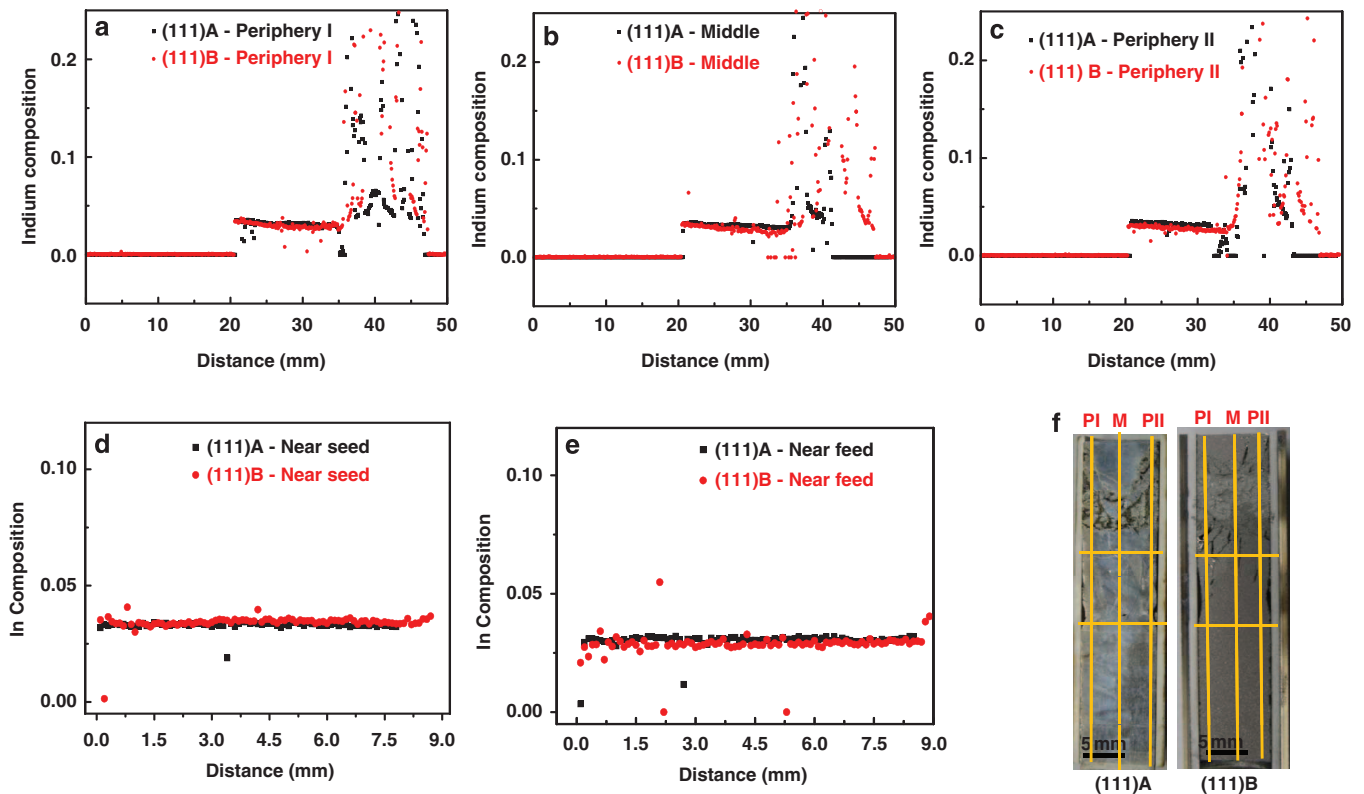 a
(111)A - Periphery I
(111)B - Periphery I
0.2
0.1
0.0
Indium composition
0 10 20 30 40 50
Distance (mm)
b
(111)A - Middle
(111)B - Middle
0.2
0.1
0.0
Indium composition
0 10 20 30 40 50
Distance (mm)
c
(111)A - Periphery II
(111) B - Periphery II
0.2
0.1
0.0
Indium composition
0 10 20 30 40 50
Distance (mm)
d
(111)A - Near seed
(111)B - Near seed
0.10
0.05
0.00
In Composition
0.0 1.5 3.0 4.5 6.0 7.5 9.0
Distance (mm)
e
(111)A - Near feed
(111)B - Near feed
0.10
0.05
0.00
In Composition
0.0 1.5 3.0 4.5 6.0 7.5 9.0
Distance (mm)
f
PI M PII
PI M PII
5 mm
5 mm
(111)A
(111)B